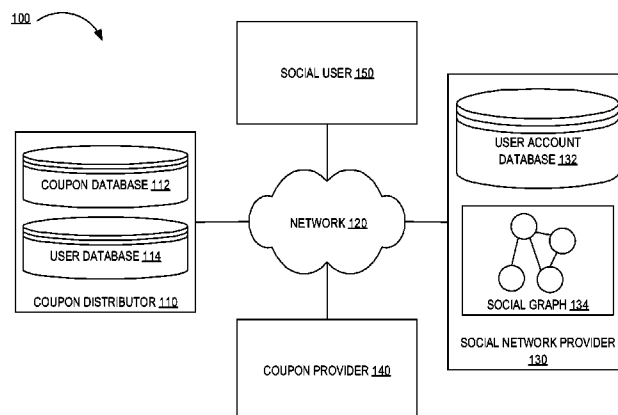 100
SOCIAL USER 150
COUPON DATABASE 112
USER DATABASE 114
COUPON DISTRIBUTOR 110
NETWORK 120
USER ACCOUNT
DATABASE 132
SOCIAL GRAPH 134
SOCIAL NETWORK PROVIDER
130
COUPON PROVIDER 140